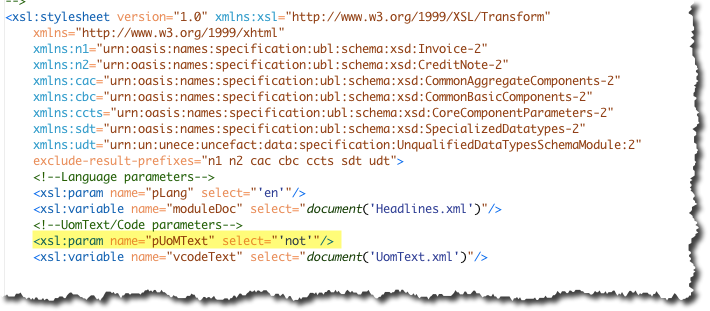 -->
<xsl:stylesheet version="1.0" xmlns:xsl="http://www.w3.org/1999/XSL/Transform"
xmlns="http://www.w3.org/1999/xhtml"
xmlns:n1="urn:oasis:names:specification:ubl:schema:xsd:Invoice-2"
xmlns:n2="urn:oasis:names:specification:ubl:schema:xsd:CreditNote-2"
xmlns:cac="urn:oasis:names:specification:ubl:schema:xsd:CommonAggregateComponents-2"
xmlns:cbc="urn:oasis:names:specification:ubl:schema:xsd:CommonBasicComponents-2"
xmlns:ccts="urn:oasis:names:specification:ubl:schema:xsd:CoreComponentParameters-2"
xmlns:sdt="urn:oasis:names:specification:ubl:schema:xsd:SpecializedDatatypes-2"
xmlns:udt="urn:un:unece:uncefact:data:specification:UnqualifiedDataTypesSchemaModule:2"
exclude-result-prefixes="n1 n2 cac cbc ccts sdt udt">
<!--Language parameters-->
<xsl:param name="pLang" select="'en'"/>
<xsl:variable name="moduleDoc" select="document('Headlines.xml')"/>
<!--UomText/Code parameters-->
<xsl:param name="pUoMText" select="'not'"/>
<xsl:variable name="vcodeText" select="document('UomText.xml')"/>